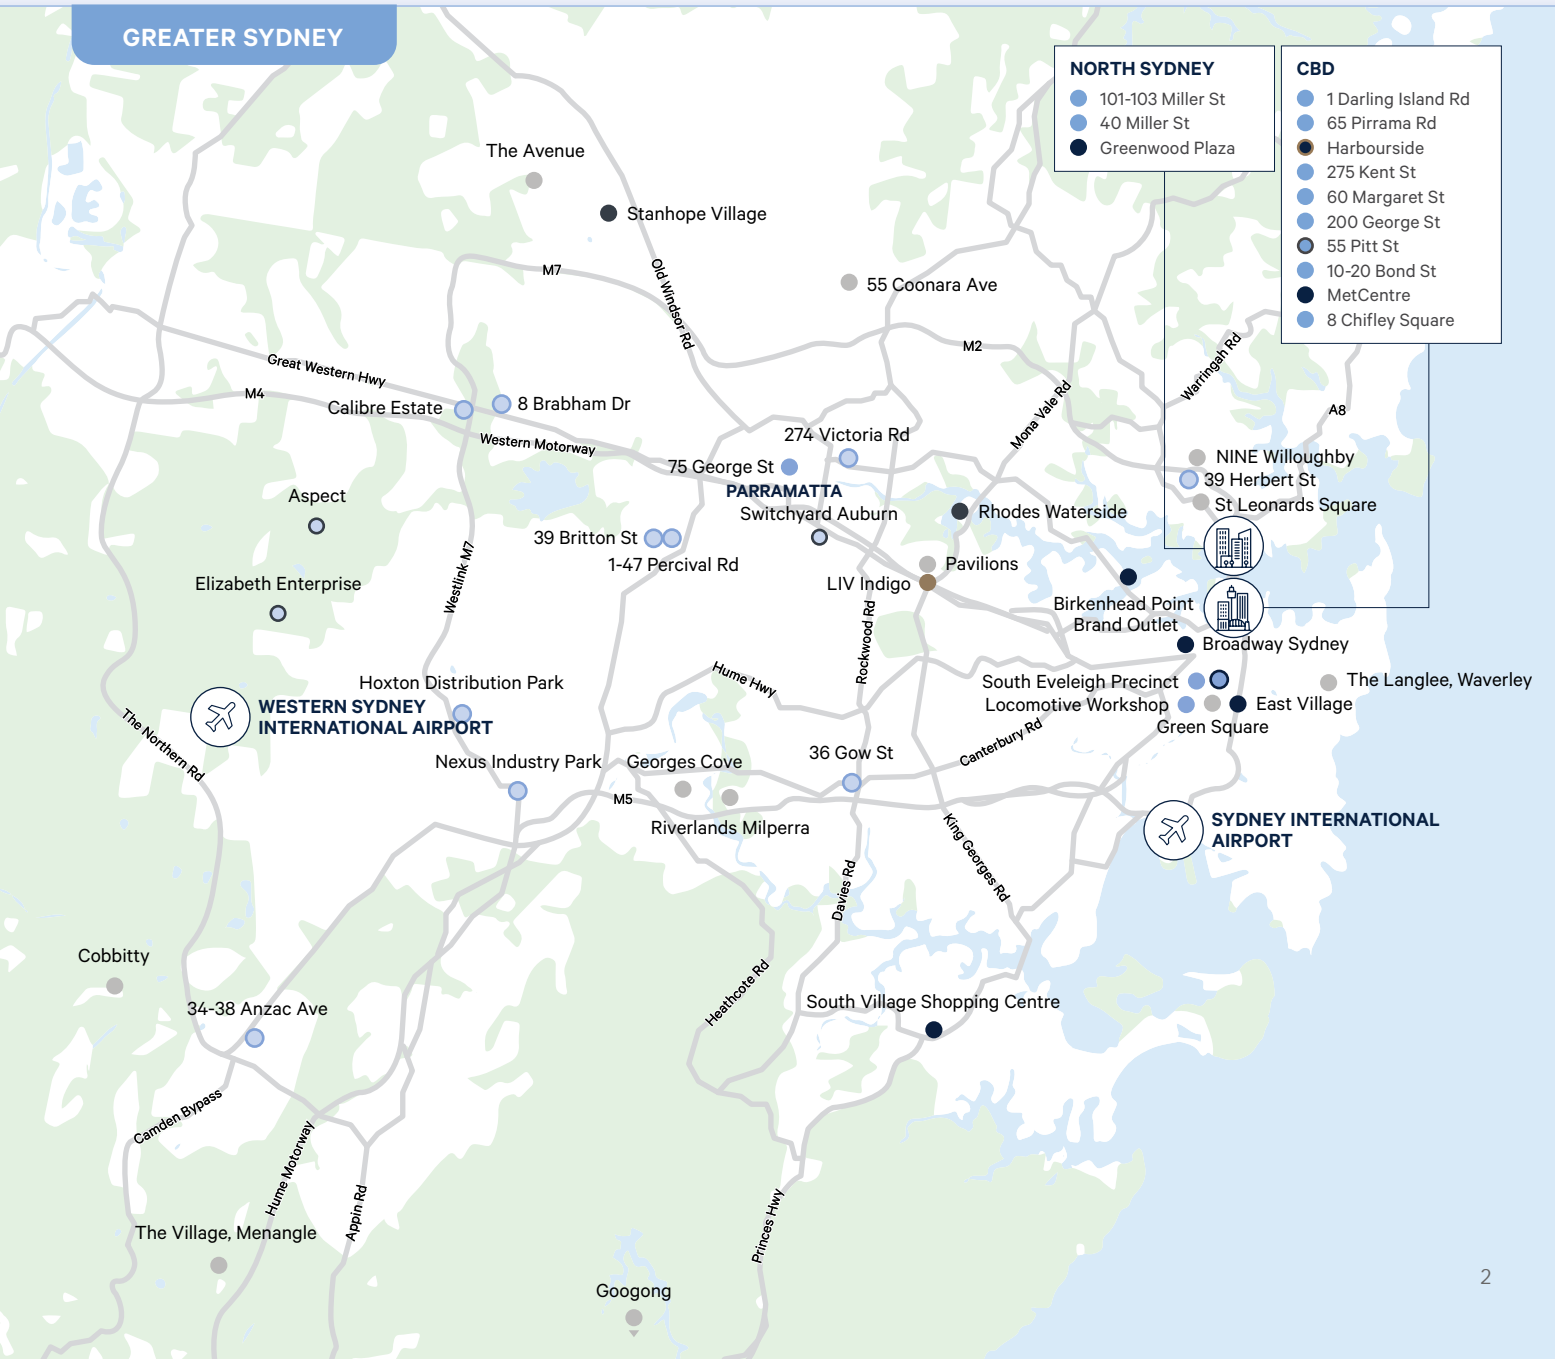 GREATER SYDNEY
NORTH SYDNEY
101-103 Miller St
40 Miller St
Greenwood Plaza
CBD
1 Darling Island Rd
65 Pirrama Rd
Harbourside
275 Kent St
60 Margaret St
200 George St
55 Pitt St
10-20 Bond St
MetCentre
8 Chifley Square
The Avenue
Stanhope Village
M7
Old Windsor Rd
55 Coonara Ave
M2
Warringah Rd
Great Western Hwy
M4
Calibre Estate
8 Brabham Dr
Mona Vale Rd
A8
Western Motorway
274 Victoria Rd
75 George St
PARRAMATTA
Switchyard Auburn
NINE Willoughby
39 Herbert St
St Leonards Square
Aspect
Rhodes Waterside
39 Britton St
1-47 Percival Rd
Pavilions
LIV Indigo
Elizabeth Enterprise
Westlink M7
Rockwood Rd
Birkenhead Point
Brand Outlet
Broadway Sydney
Hume Hwy
Hoxton Distribution Park
South Eveleigh Precinct
The Langlee, Waverley
Locomotive Workshop
East Village
Green Square
WESTERN SYDNEY
INTERNATIONAL AIRPORT
The Northern Rd
Canterbury Rd
Nexus Industry Park
Georges Cove
36 Gow St
M5
Riverlands Milperra
SYDNEY INTERNATIONAL
AIRPORT
King Georges Rd
Davies Rd
Cobbitty
Heathcote Rd
34-38 Anzac Ave
South Village Shopping Centre
Camden Bypass
Hume Motorway
Appin Rd
Princes Hwy
The Village, Menangle
Googong
2